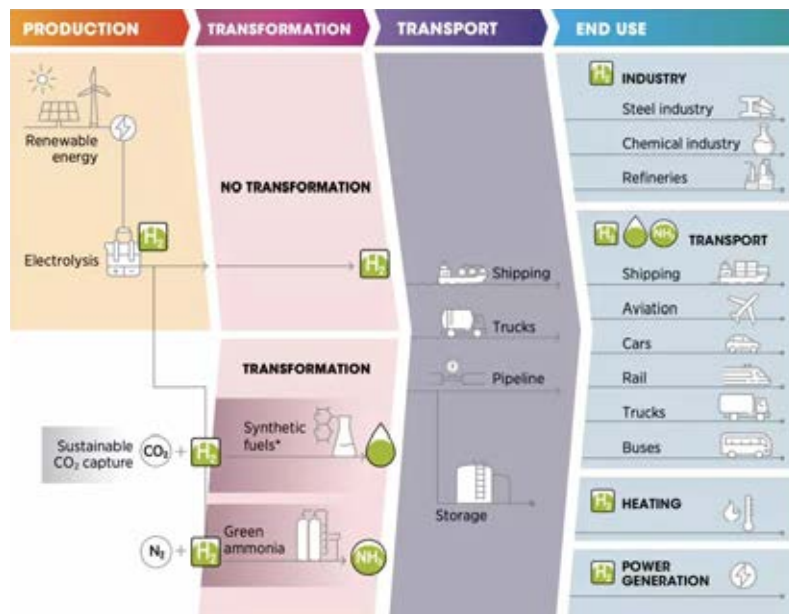 PRODUCTION
TRANSFORMATION
TRANSPORT
END USE
Renewable
energy
Electrolysis
H₂
NO TRANSFORMATION
H₂
TRANSFORMATION
Sustainable
CO₂ capture
CO₂ + H₂
Synthetic
fuels*
N₂ + H₂
Green
ammonia
NH₃
Shipping
Trucks
Pipeline
Storage
H₂ INDUSTRY
Steel industry
Chemical industry
Refineries
H₂ NH₃ TRANSPORT
Shipping
Aviation
Cars
Rail
Trucks
Buses
H₂ HEATING
H₂ POWER
GENERATION